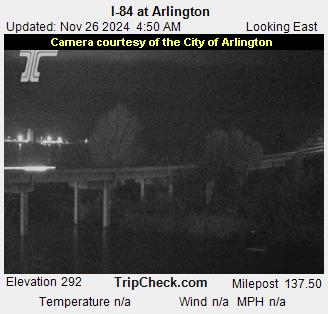 I-84 at Arlington
Updated: Nov 26 2024 4:50 AM Looking East
Camera courtesy of the City of Arlington
Elevation 292 TripCheck.com Milepost 137.50
Temperature n/a Wind n/a MPH n/a